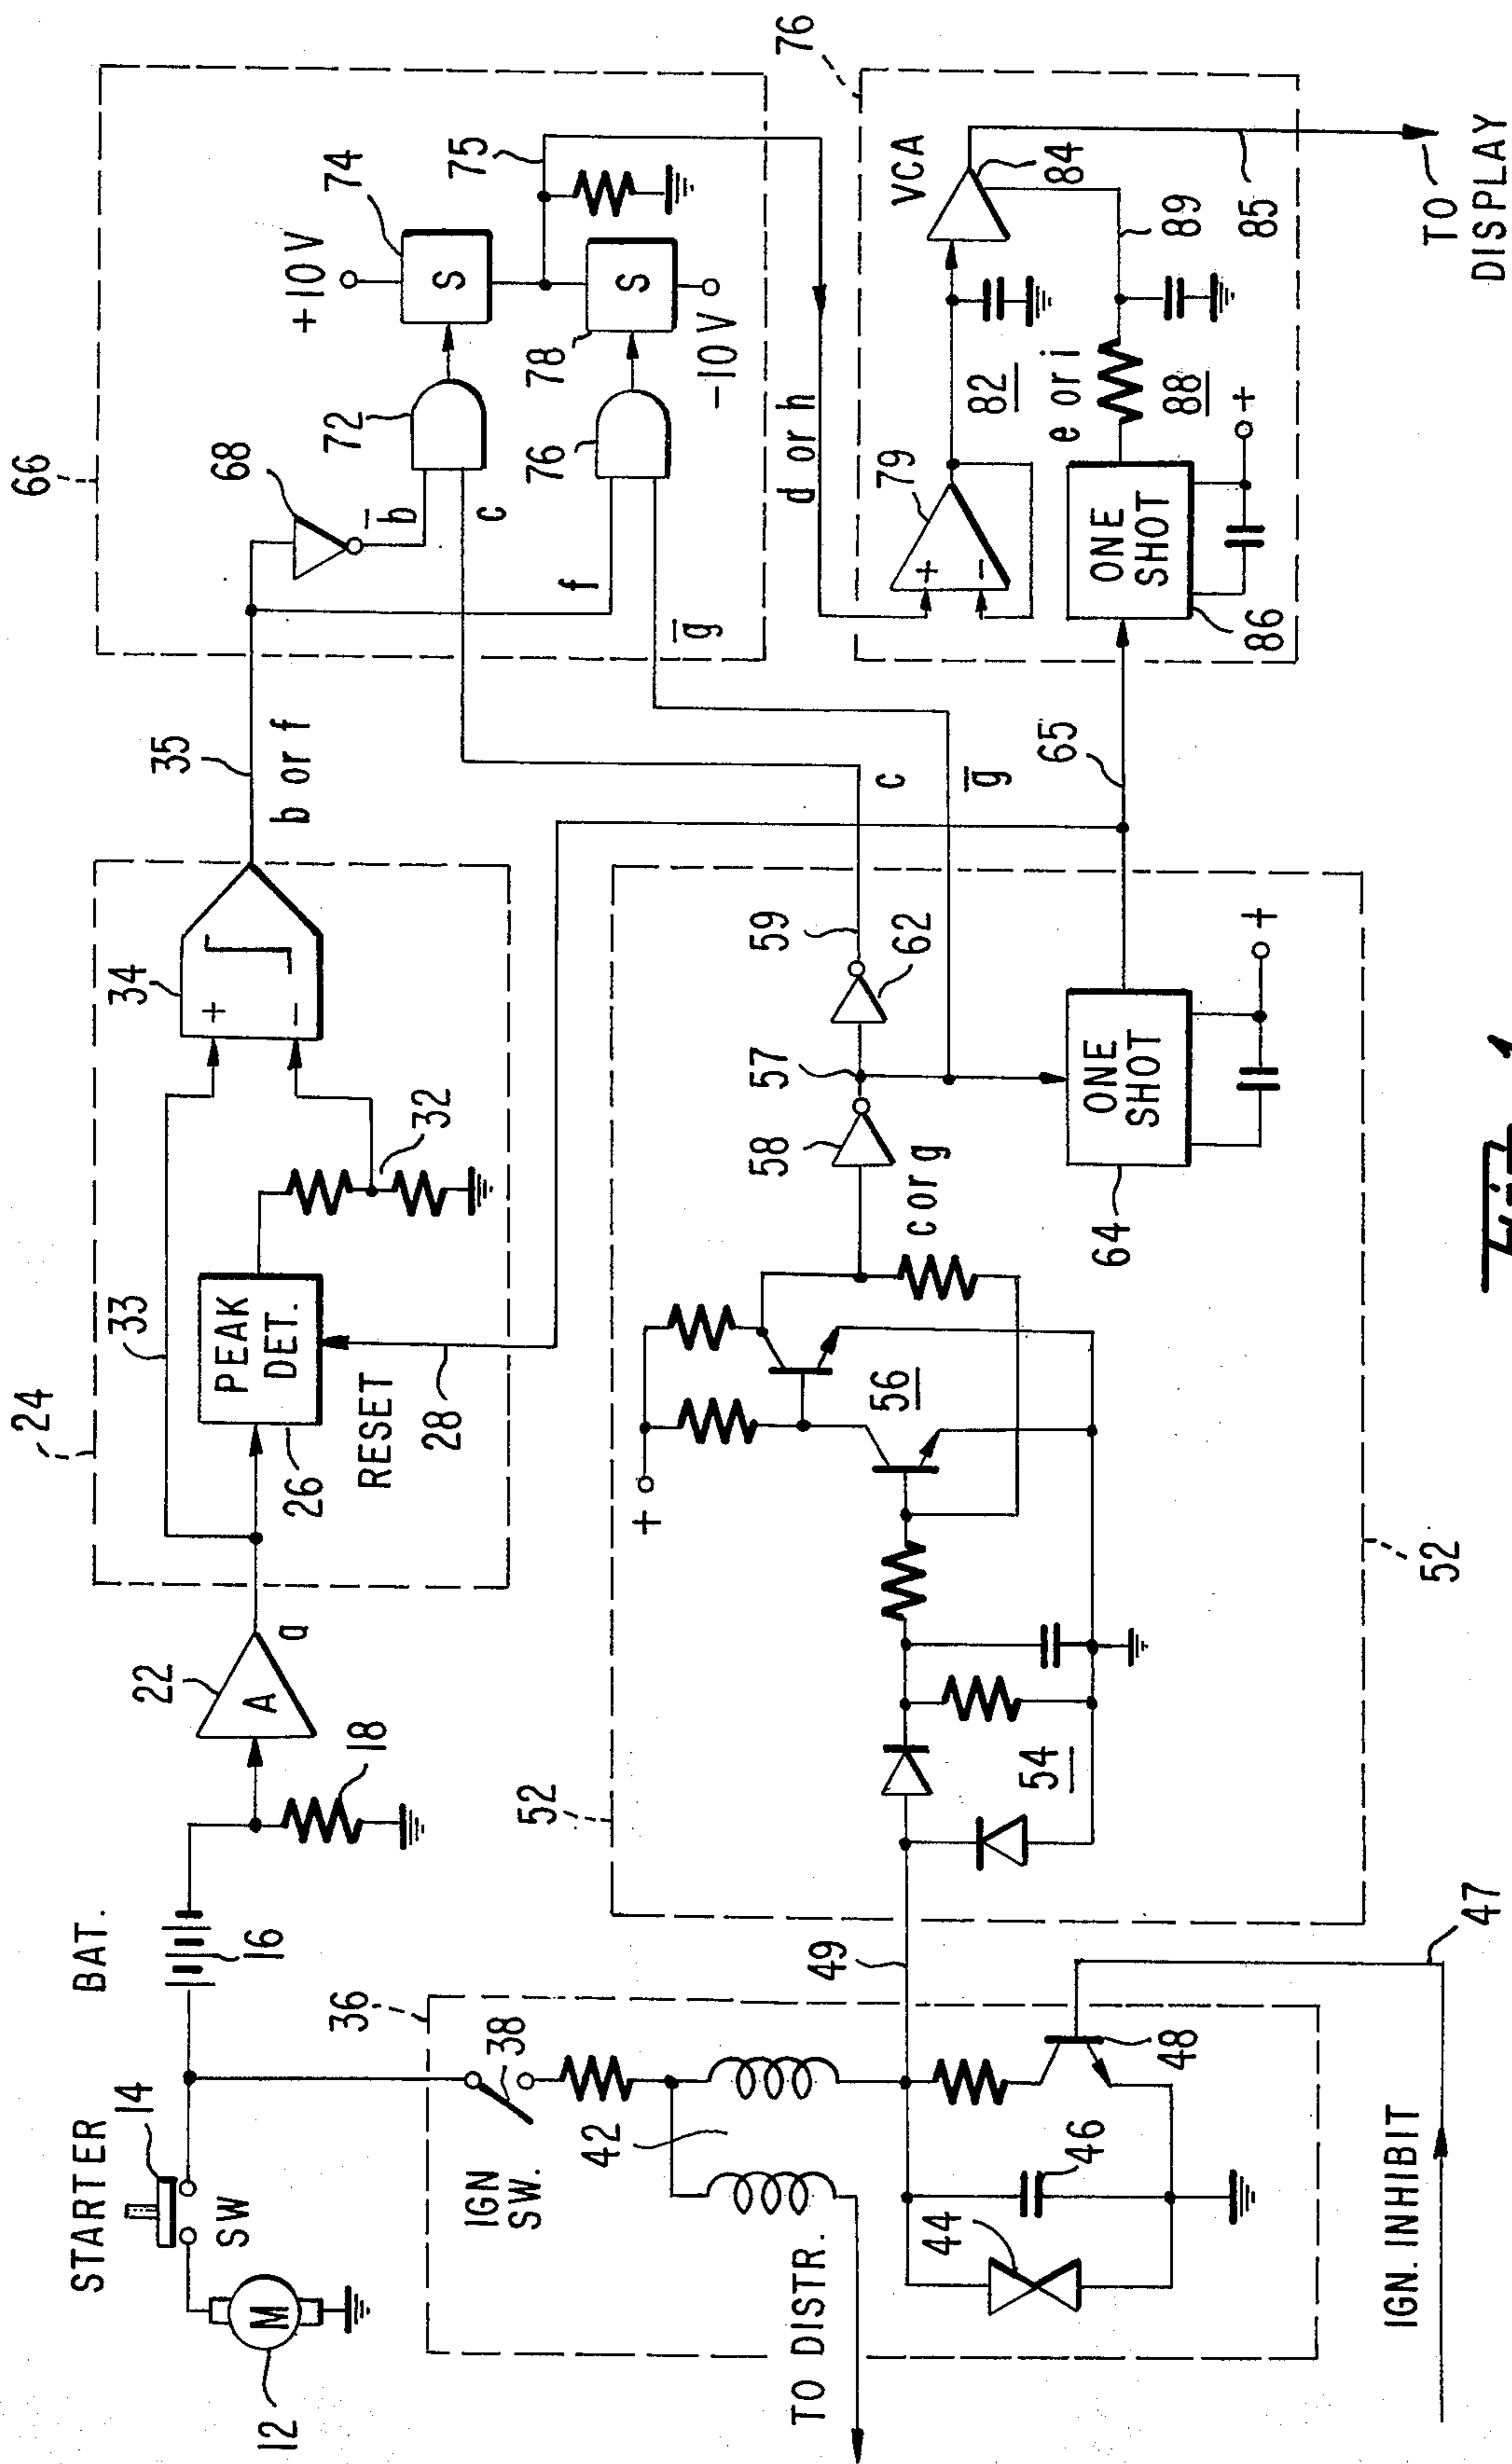 STARTER
14
SW
M
12
BAT.
16
18
22
A
a
24
33
PEAK
DET.
26
RESET
28
32
34
+
−
35
b or f
66
68
b̄
c
f
ḡ
72
76
+10V
74
S
78
S
−10V
75
d or h
36
IGN
SW.
38
42
TO DISTR.
44
46
48
IGN. INHIBIT
47
49
52
54
+
56
c or g
58
57
59
62
c
ḡ
ONE
SHOT
64
+
65
52
76
79
+
−
82
VCA
84
e or i
88
89
ONE
SHOT
86
+
85
TO
DISPLAY